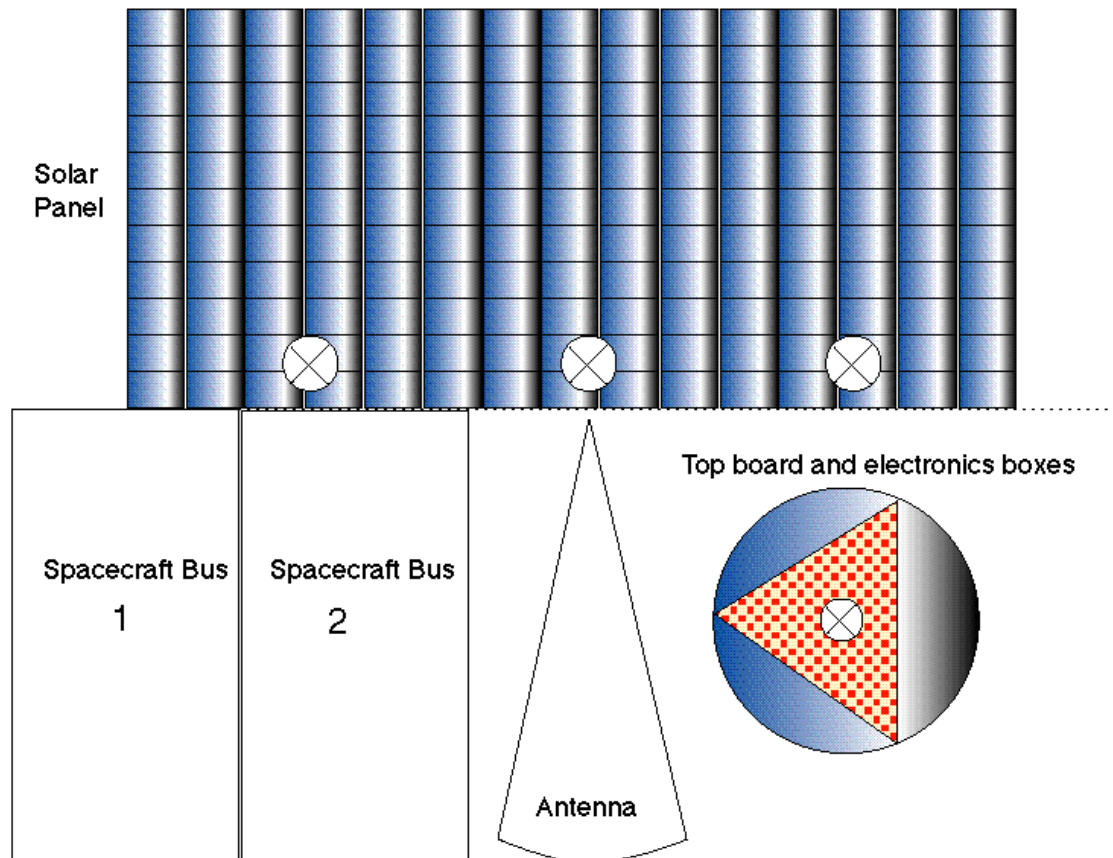 Solar
Panel
Top board and electronics boxes
Spacecraft Bus
1
Spacecraft Bus
2
Antenna